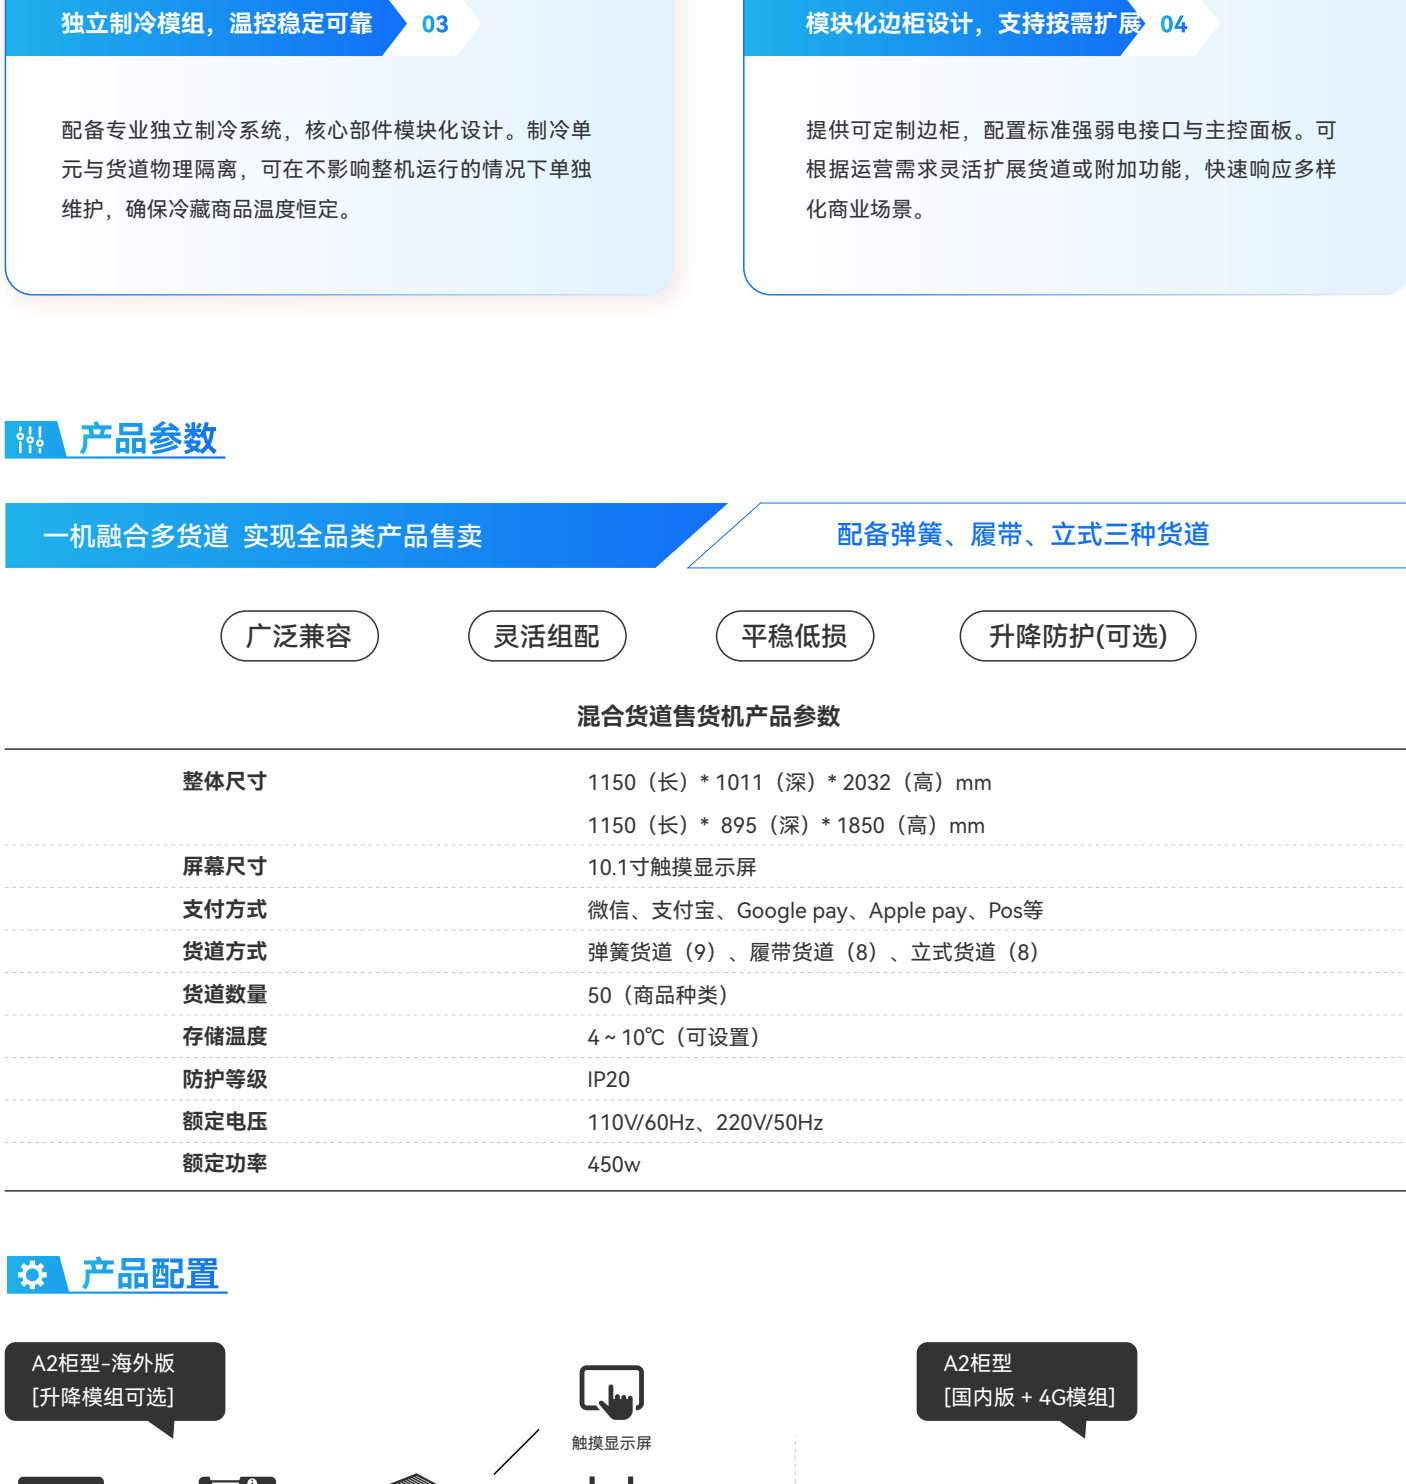 独立制冷模组，温控稳定可靠 03
配备专业独立制冷系统，核心部件模块化设计。制冷单
元与货道物理隔离，可在不影响整机运行的情况下单独
维护，确保冷藏商品温度恒定。
模块化边柜设计，支持按需扩展 04
提供可定制边柜，配置标准强弱电接口与主控面板。可
根据运营需求灵活扩展货道或附加功能，快速响应多样
化商业场景。
产品参数
一机融合多货道 实现全品类产品售卖
配备弹簧、履带、立式三种货道
广泛兼容
灵活组配
平稳低损
升降防护(可选)
混合货道售货机产品参数
整体尺寸 1150（长）* 1011（深）* 2032（高）mm
1150（长）* 895（深）* 1850（高）mm
屏幕尺寸 10.1寸触摸显示屏
支付方式 微信、支付宝、Google pay、Apple pay、Pos等
货道方式 弹簧货道（9）、履带货道（8）、立式货道（8）
货道数量 50（商品种类）
存储温度 4 ~ 10℃（可设置）
防护等级 IP20
额定电压 110V/60Hz、220V/50Hz
额定功率 450w
产品配置
A2柜型-海外版
[升降模组可选]
触摸显示屏
A2柜型
[国内版 + 4G模组]